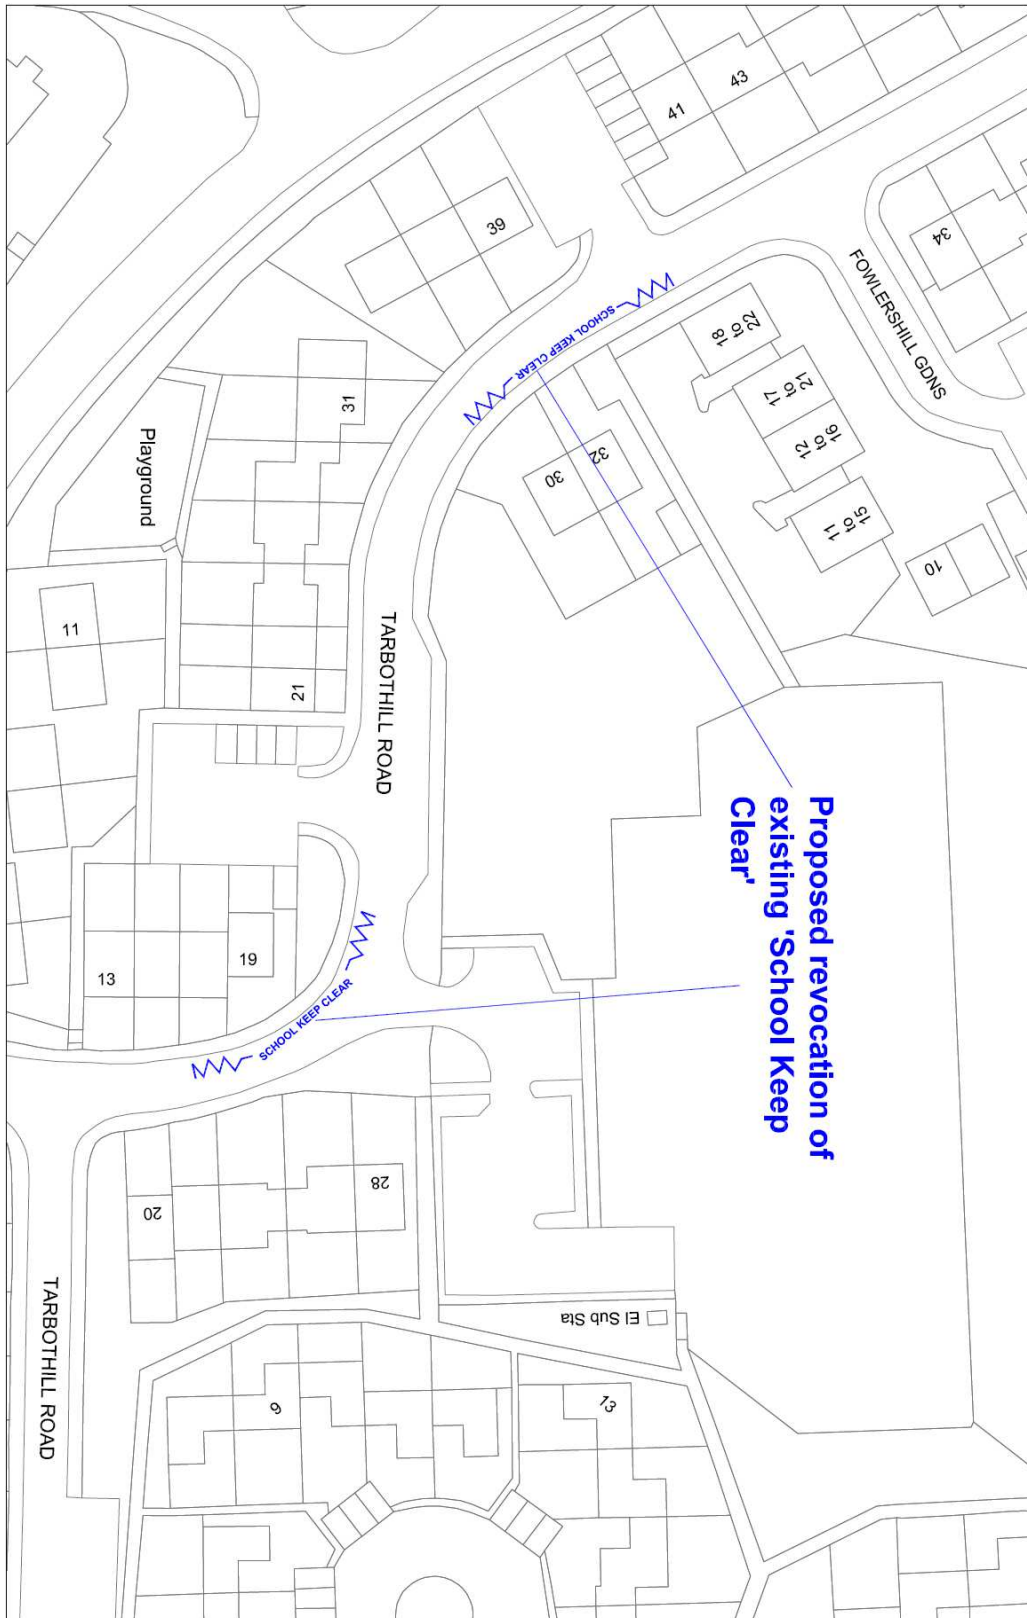 43
41
39
34
FOWLERSHILL GDNS
SCHOOL KEEP CLEAR
18
to
22
17
to
21
12
to
16
11
to
15
10
31
32
30
Playground
11
21
TARBOTHILL ROAD
Proposed revocation of
existing 'School Keep
Clear'
19
13
SCHOOL KEEP CLEAR
28
20
El Sub Sta
TARBOTHILL ROAD
9
13